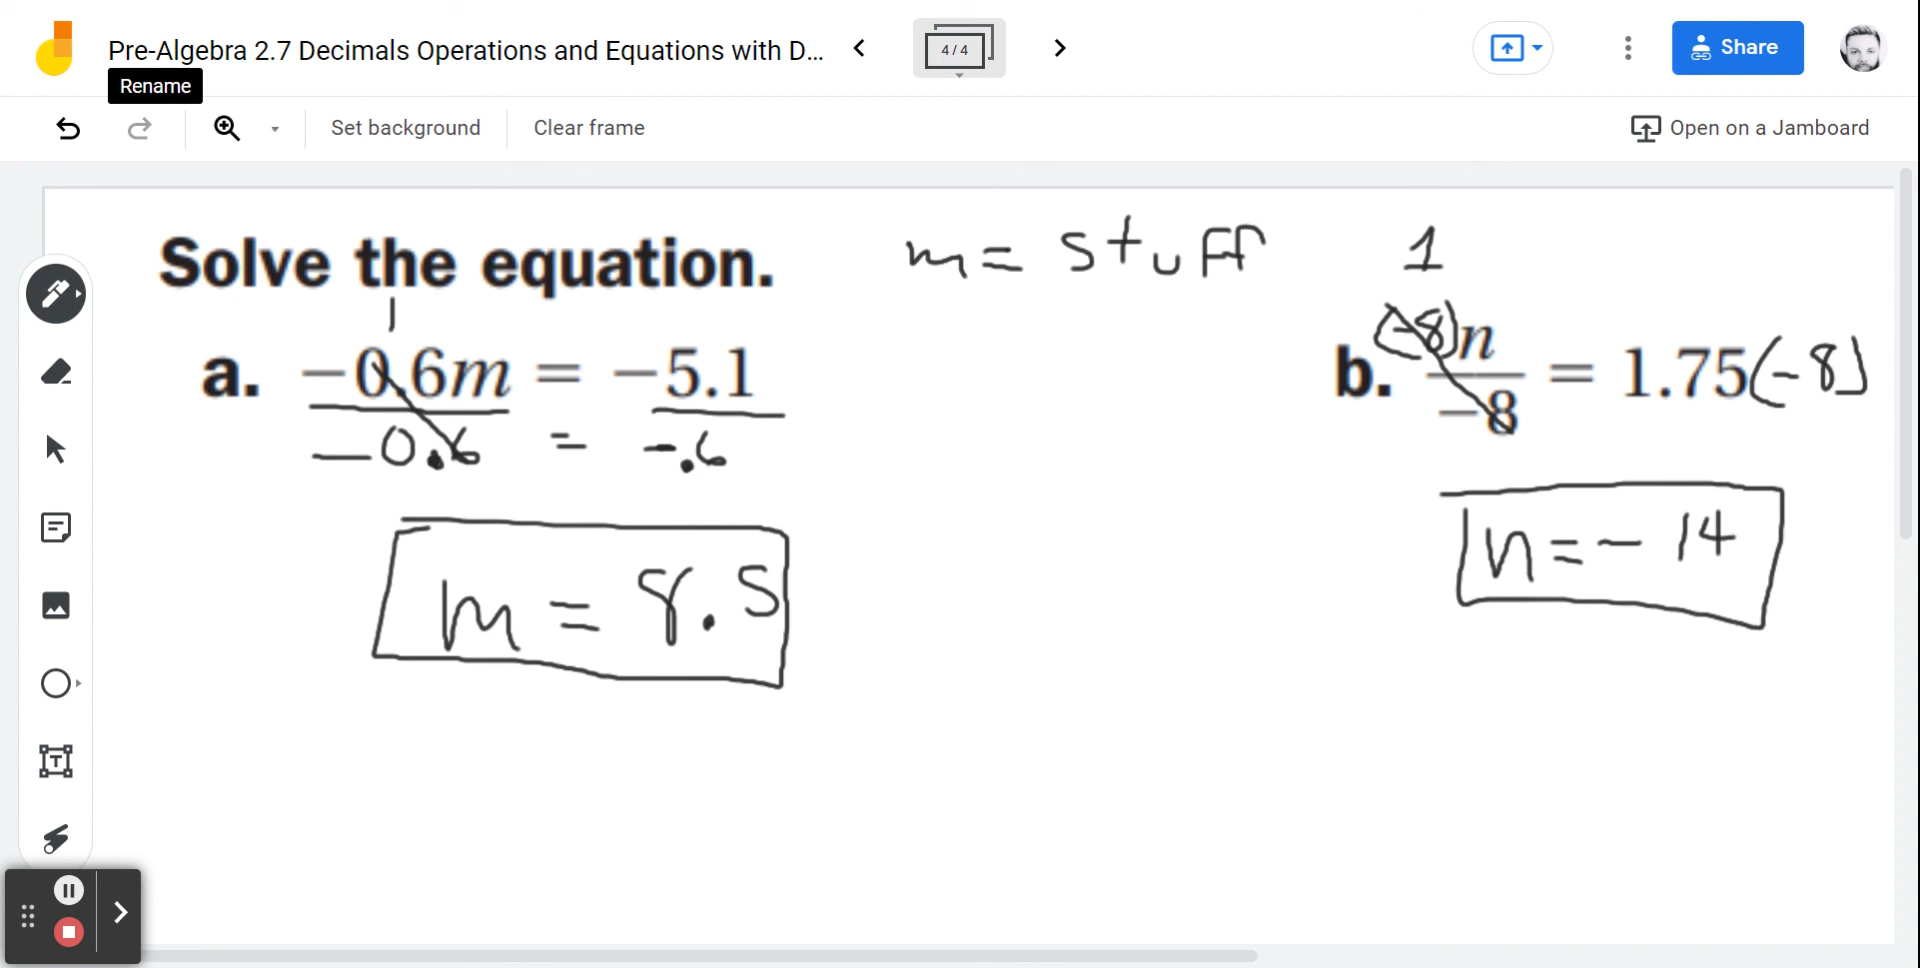 Pre-Algebra 2.7 Decimals Operations and Equations with D...
4 / 4
Share
Rename
Set background
Clear frame
Open on a Jamboard
Solve the equation.
m = stuff
1
1
a. −0.6m = −5.1
−0.6 = −.6
m = 8.5
b. (−8) n/−8 = 1.75(−8)
n = − 14